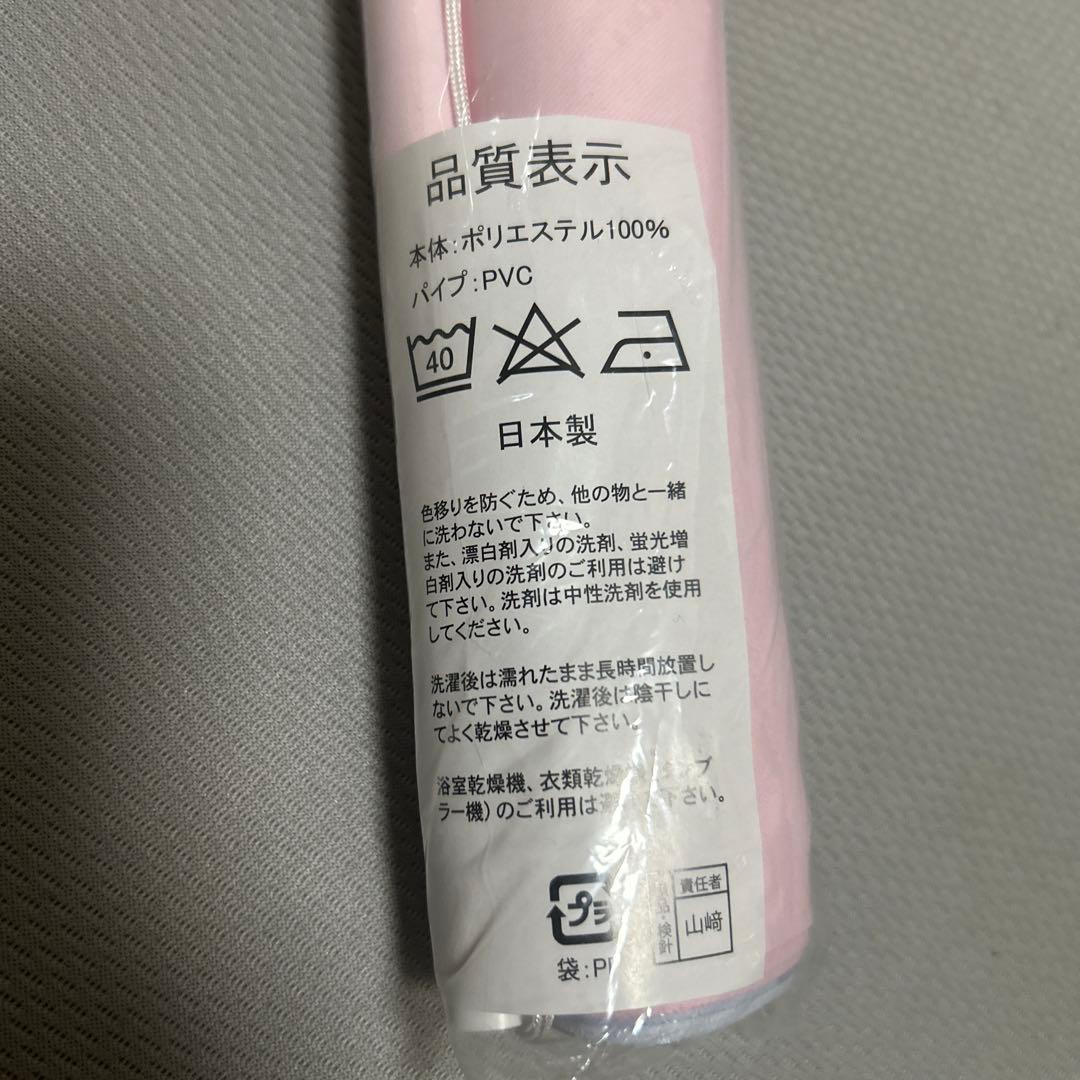 品質表示
本体:ポリエステル100%
パイプ:PVC
40
日本製
色移りを防ぐため、他の物と一緒
に洗わないで下さい。
また、漂白剤入りの洗剤、蛍光増
白剤入りの洗剤のご利用は避け
て下さい。洗剤は中性洗剤を使用
してください。
洗濯後は濡れたまま長時間放置し
ないで下さい。洗濯後は陰干しに
てよく乾燥させて下さい。
浴室乾燥機、衣類乾燥
ラー機)のご利用は 下さい。
プラ
袋:P
検査
責任者
山﨑